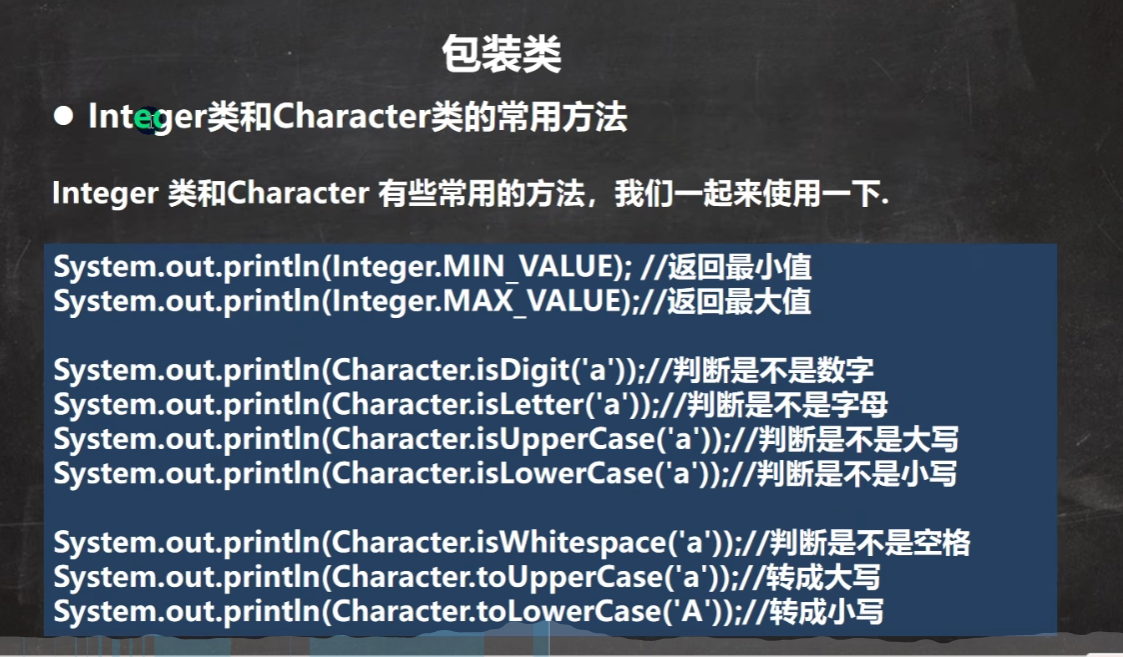 包装类
● Integer类和Character类的常用方法
Integer 类和Character 有些常用的方法，我们一起来使用一下.
System.out.println(Integer.MIN_VALUE); //返回最小值
System.out.println(Integer.MAX_VALUE);//返回最大值
System.out.println(Character.isDigit('a'));//判断是不是数字
System.out.println(Character.isLetter('a'));//判断是不是字母
System.out.println(Character.isUpperCase('a'));//判断是不是大写
System.out.println(Character.isLowerCase('a'));//判断是不是小写
System.out.println(Character.isWhitespace('a'));//判断是不是空格
System.out.println(Character.toUpperCase('a'));//转成大写
System.out.println(Character.toLowerCase('A'));//转成小写